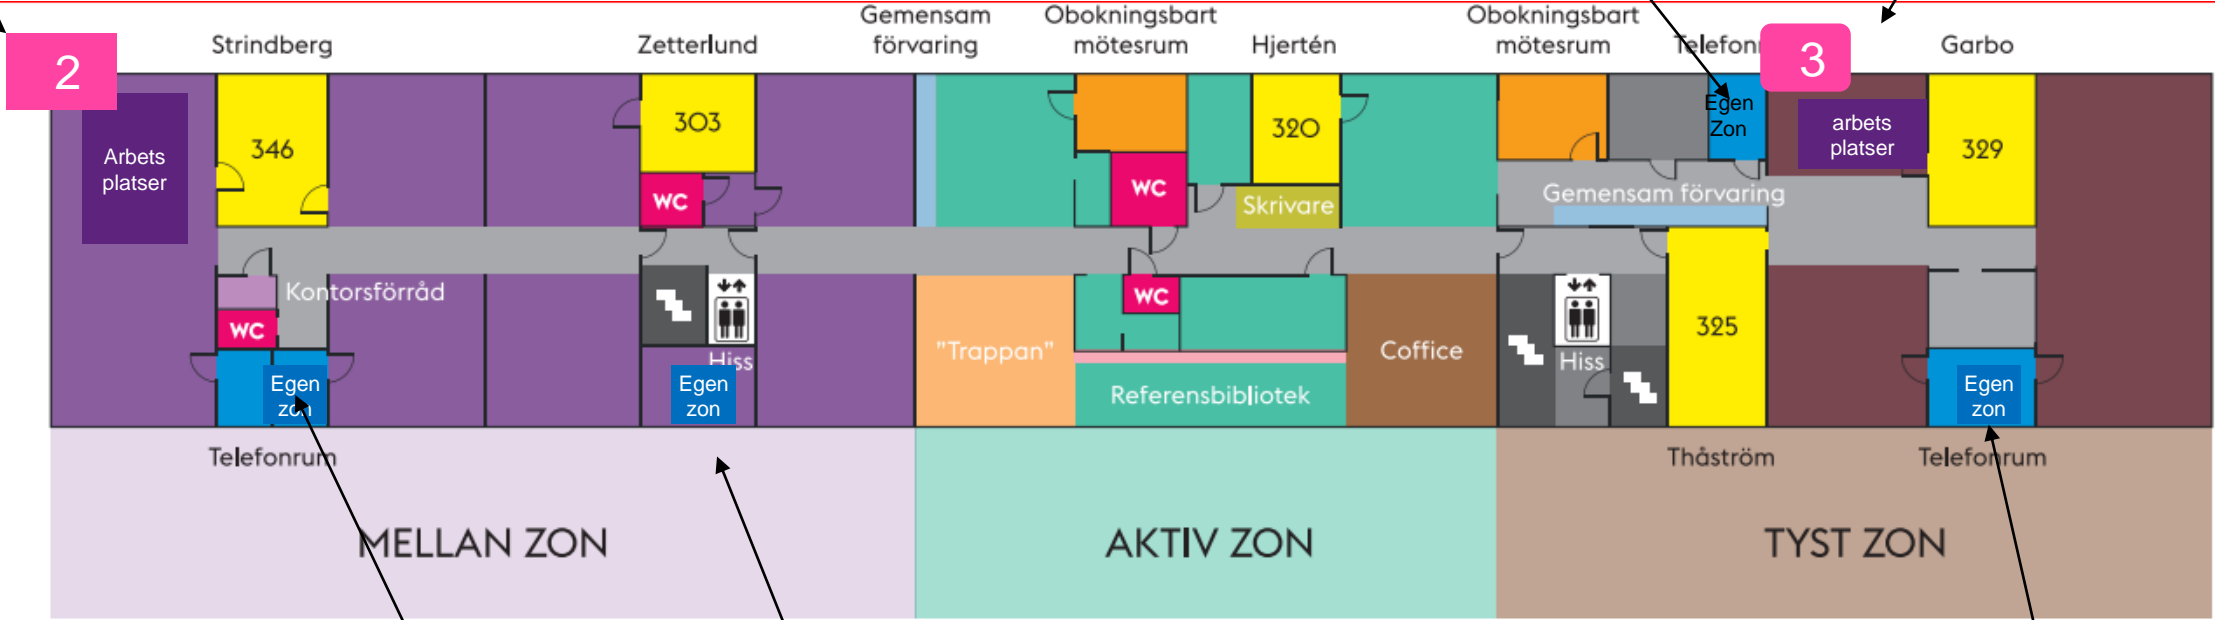 Gemensam
förvaring
Obokningsbart
mötesrum
Obokningsbart
mötesrum
Strindberg
Zetterlund
Hjertén
Garbo
2
3
Arbets
platser
346
303
320
Egen
Zon
arbets
platser
329
WC
WC
Skrivare
Gemensam förvaring
Kontorsförråd
WC
WC
"Trappan"
Coffice
325
Hiss
Hiss
Referensbibliotek
Egen
zon
Egen
zon
Egen
zon
Telefonrum
Thåström
Telefonrum
MELLAN ZON
AKTIV ZON
TYST ZON